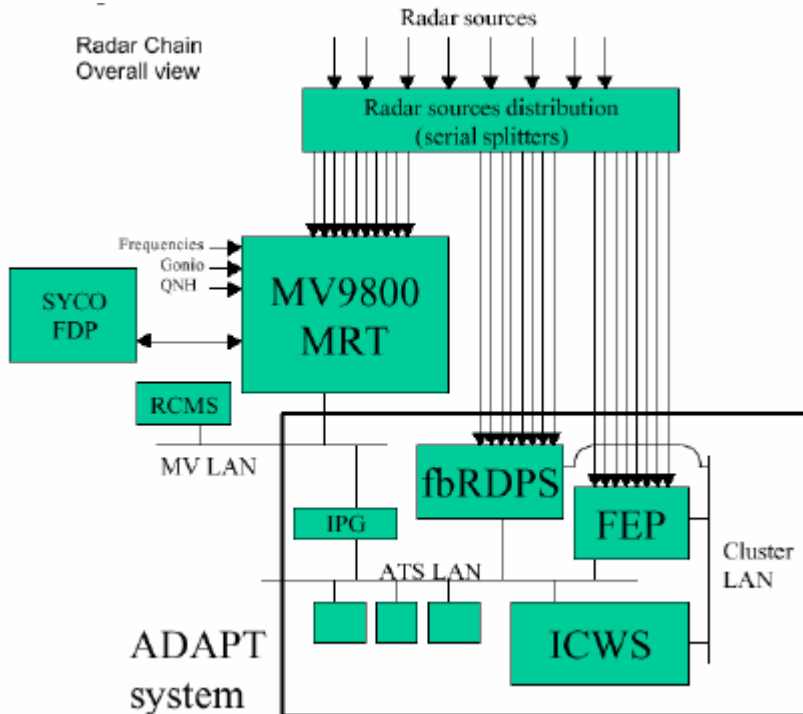 Radar sources
Radar Chain
Overall view
Radar sources distribution
(serial splitters)
Frequencies
Gonio
QNH
MV9800
MRT
SYCO
FDP
RCMS
MV LAN
fbRDPS
FEP
IPG
Cluster
LAN
ATS LAN
ICWS
ADAPT
system